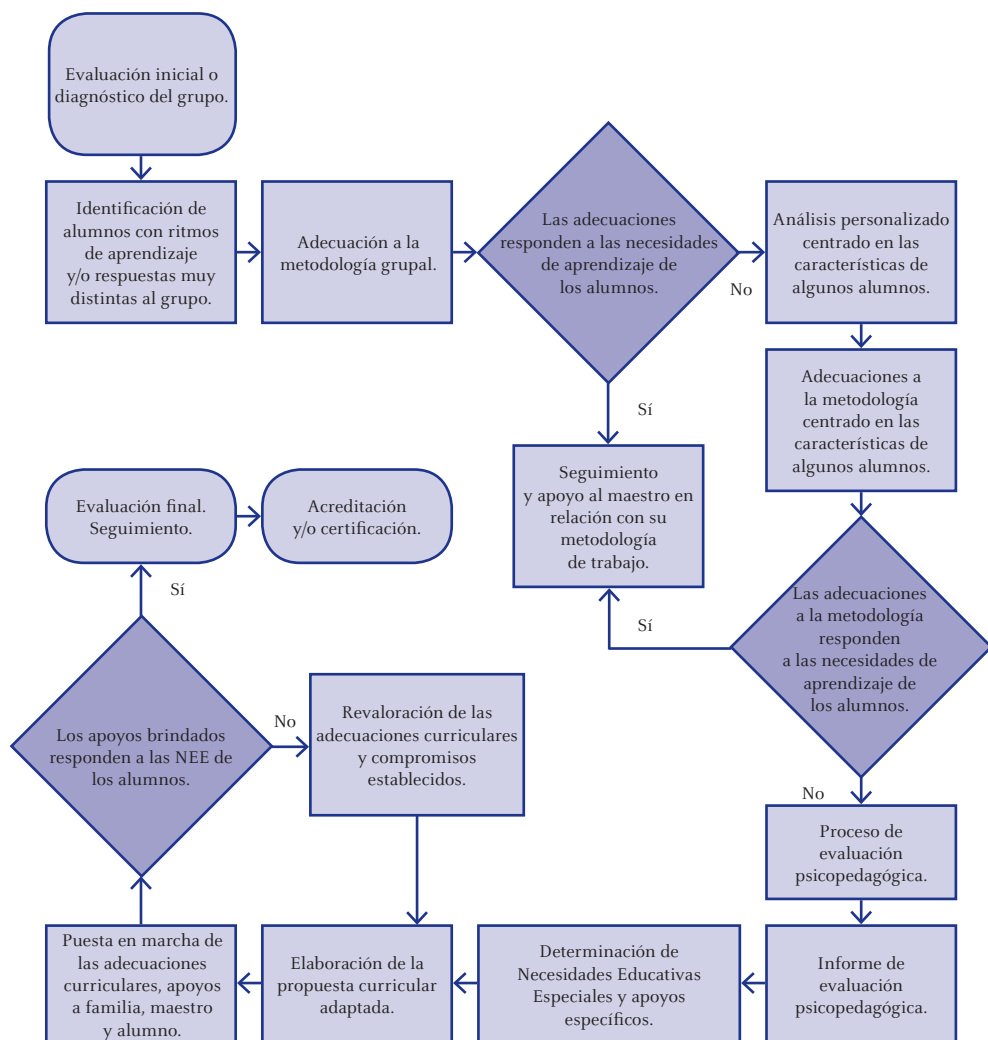 Evaluación inicial o
diagnóstico del grupo.
Identificación de
alumnos con ritmos
de aprendizaje
y/o respuestas muy
distintas al grupo.
Adecuación a la
metodología grupal.
Las adecuaciones
responden a las necesidades
de aprendizaje de
los alumnos.
No
Análisis personalizado
centrado en las
características de
algunos alumnos.
Adecuaciones a
la metodología
centrado en las
características de
algunos alumnos.
Sí
Seguimiento
y apoyo al maestro en
relación con su
metodología
de trabajo.
Las adecuaciones
a la metodología
responden
a las necesidades de
aprendizaje de
los alumnos.
Sí
No
Proceso de
evaluación
psicopedagógica.
Informe de
evaluación
psicopedagógica.
Determinación de
Necesidades Educativas
Especiales y apoyos
específicos.
Elaboración de la
propuesta curricular
adaptada.
Puesta en marcha de
las adecuaciones
curriculares, apoyos
a familia, maestro
y alumno.
Los apoyos brindados
responden a las NEE de
los alumnos.
No
Revaloración de las
adecuaciones curriculares
y compromisos
establecidos.
Sí
Evaluación final.
Seguimiento.
Acreditación
y/o certificación.